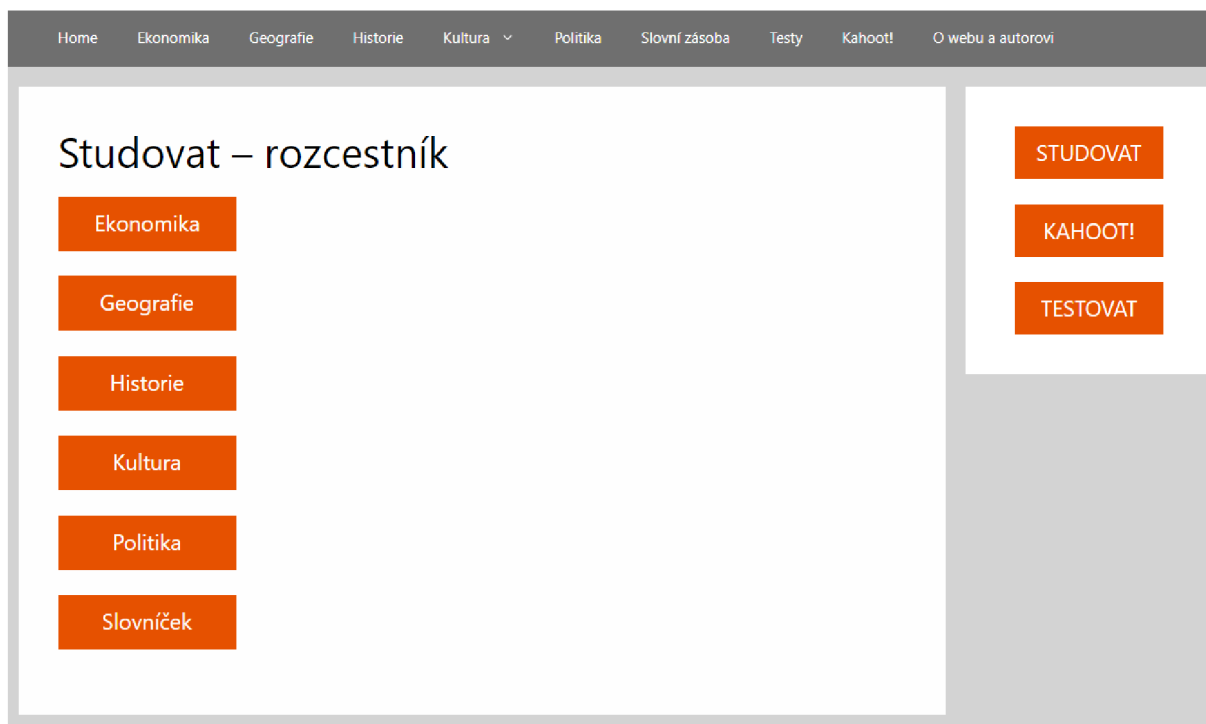 Home Ekonomika Geografie Historie Kultura Politika Slovní zásoba Testy Kahoot! O webu a autorovi
Studovat – rozcestník
Ekonomika
Geografie
Historie
Kultura
Politika
Slovníček
STUDOVAT
KAHOOT!
TESTOVAT